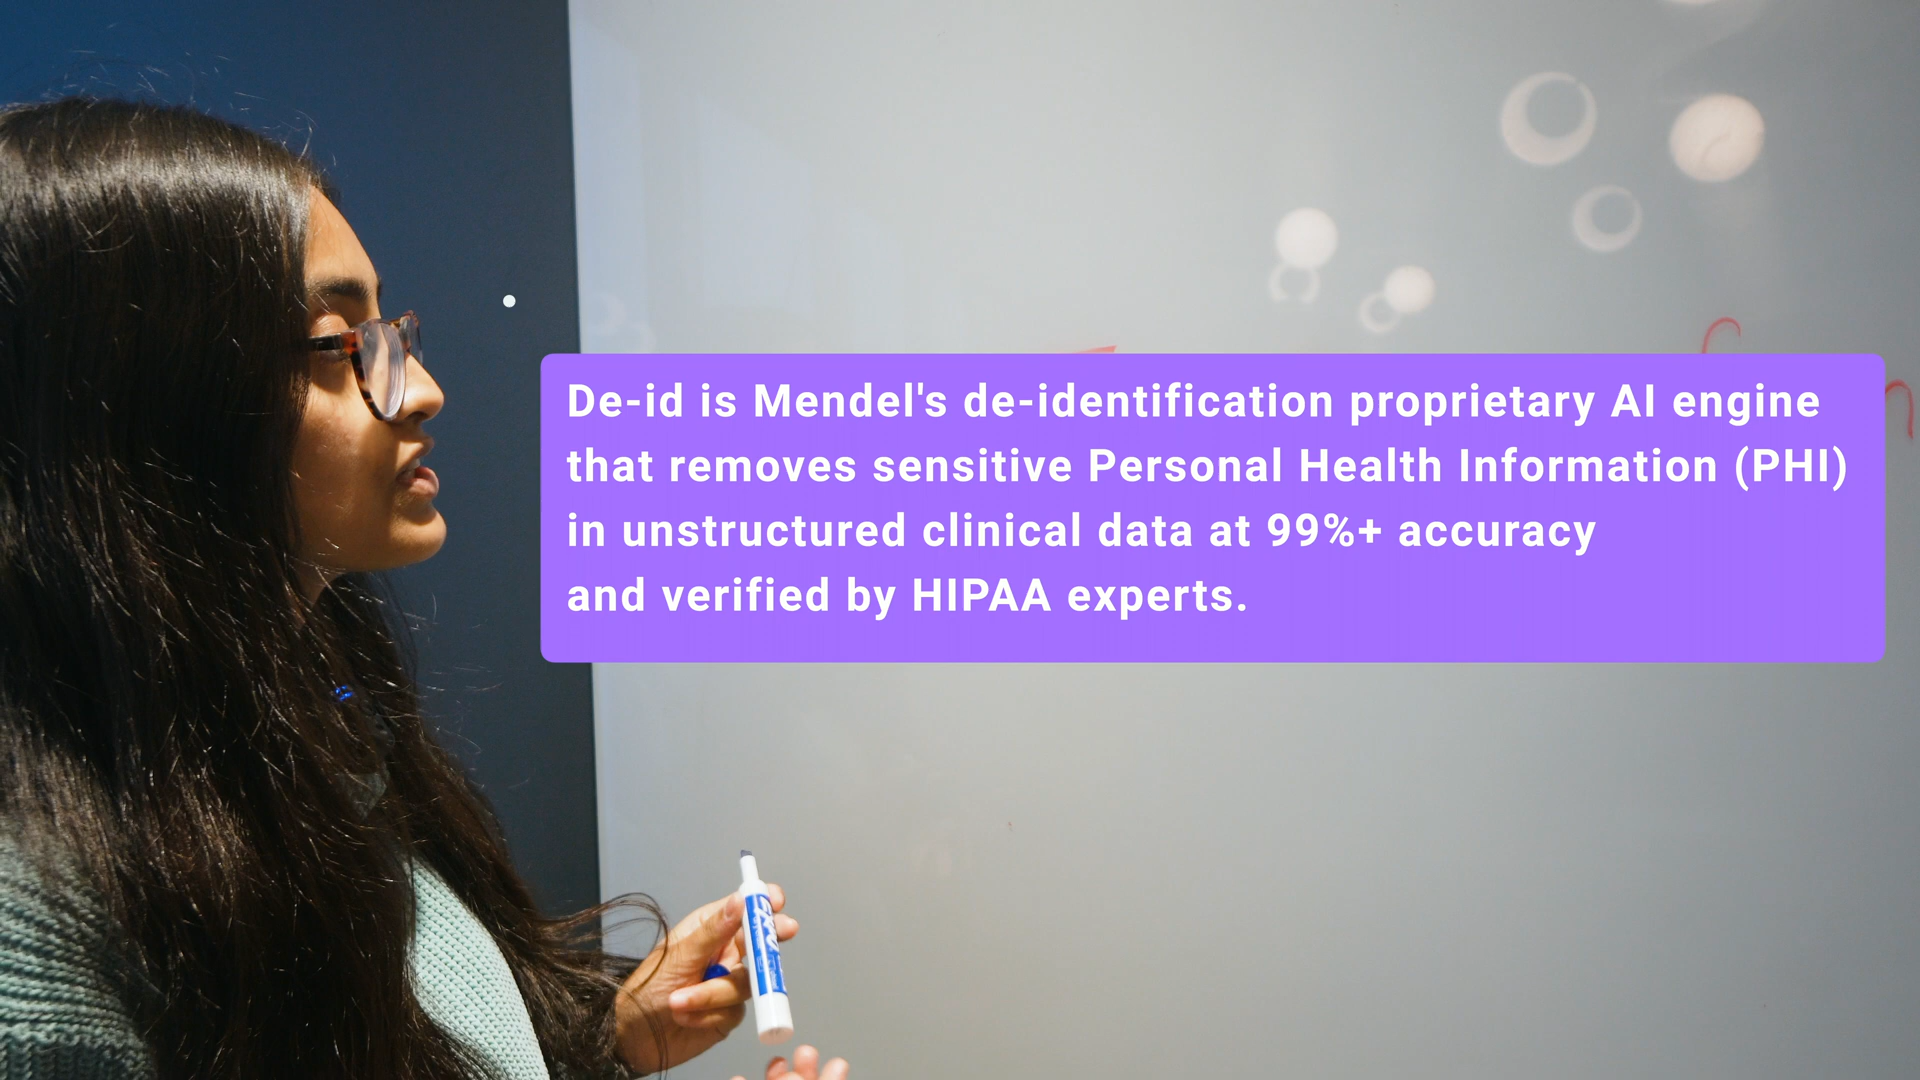 De-id is Mendel's de-identification proprietary AI engine
that removes sensitive Personal Health Information (PHI)
in unstructured clinical data at 99%+ accuracy
and verified by HIPAA experts.
EXPO